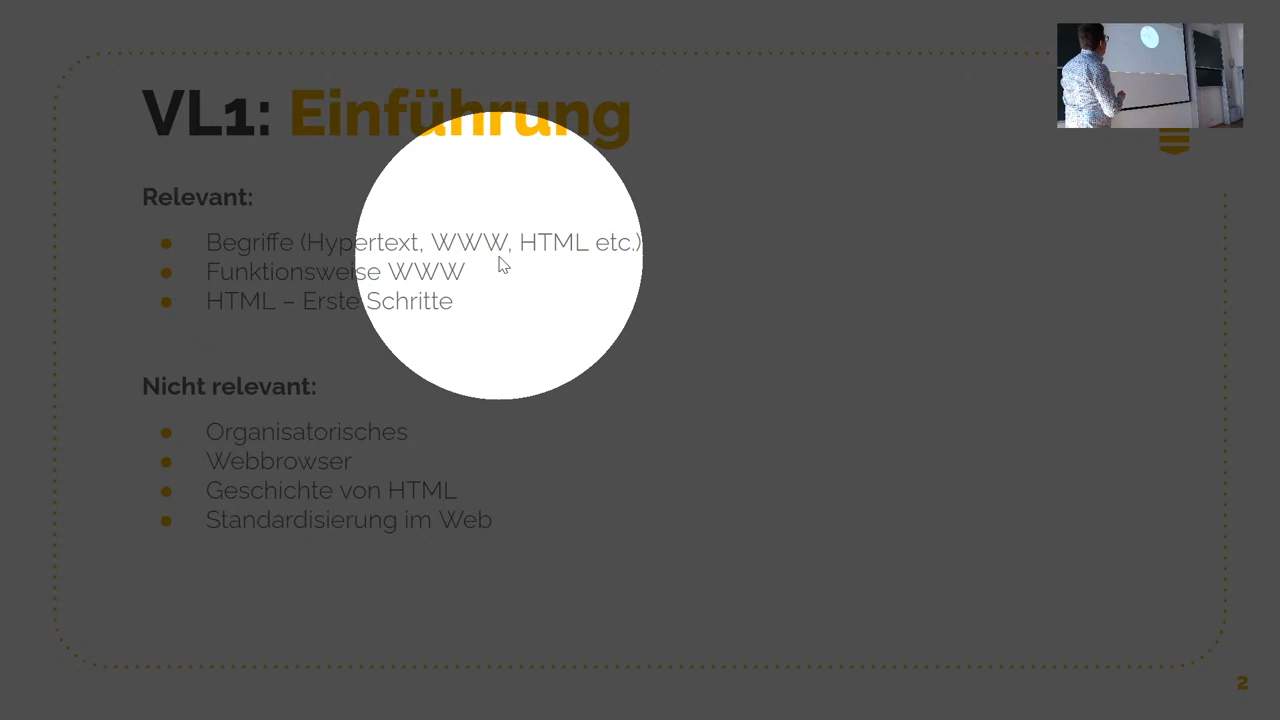 VL1: Einführung
Relevant:
Begriffe (Hypertext, WWW, HTML etc.)
Funktionsweise WWW
HTML – Erste Schritte
Nicht relevant:
Organisatorisches
Webbrowser
Geschichte von HTML
Standardisierung im Web
2